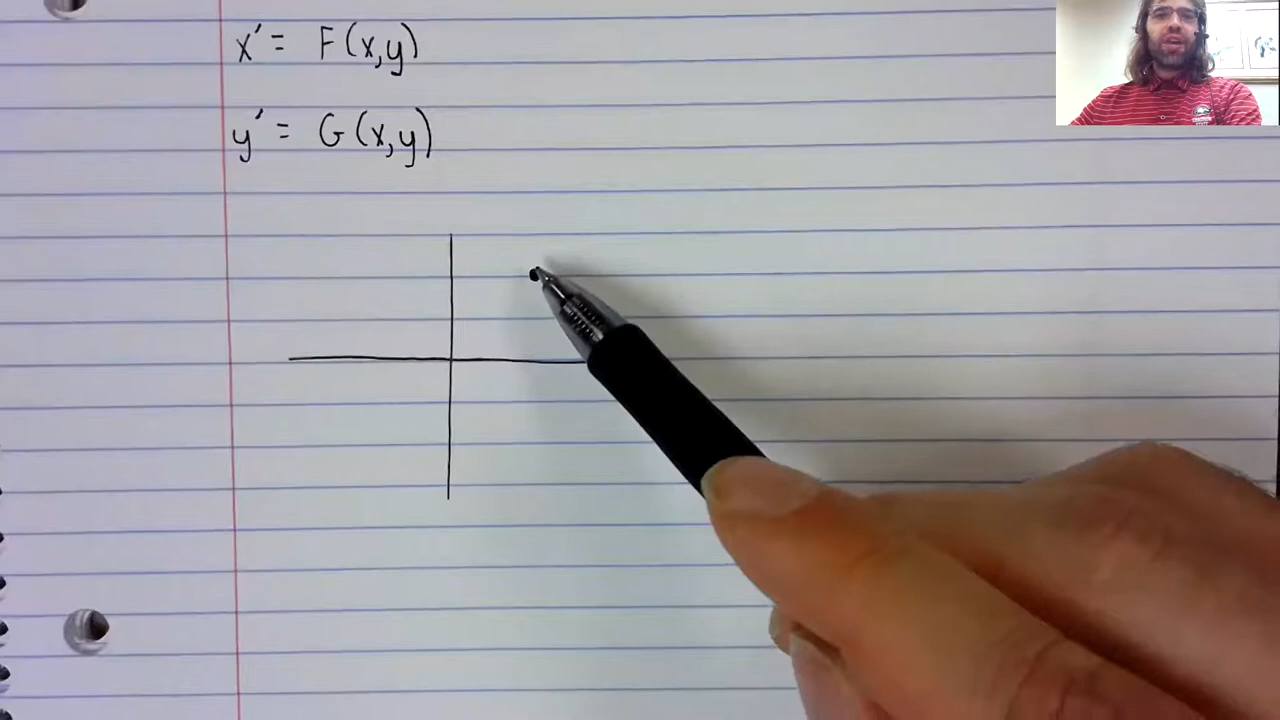 x' = F(x,y)
y' = G(x,y)